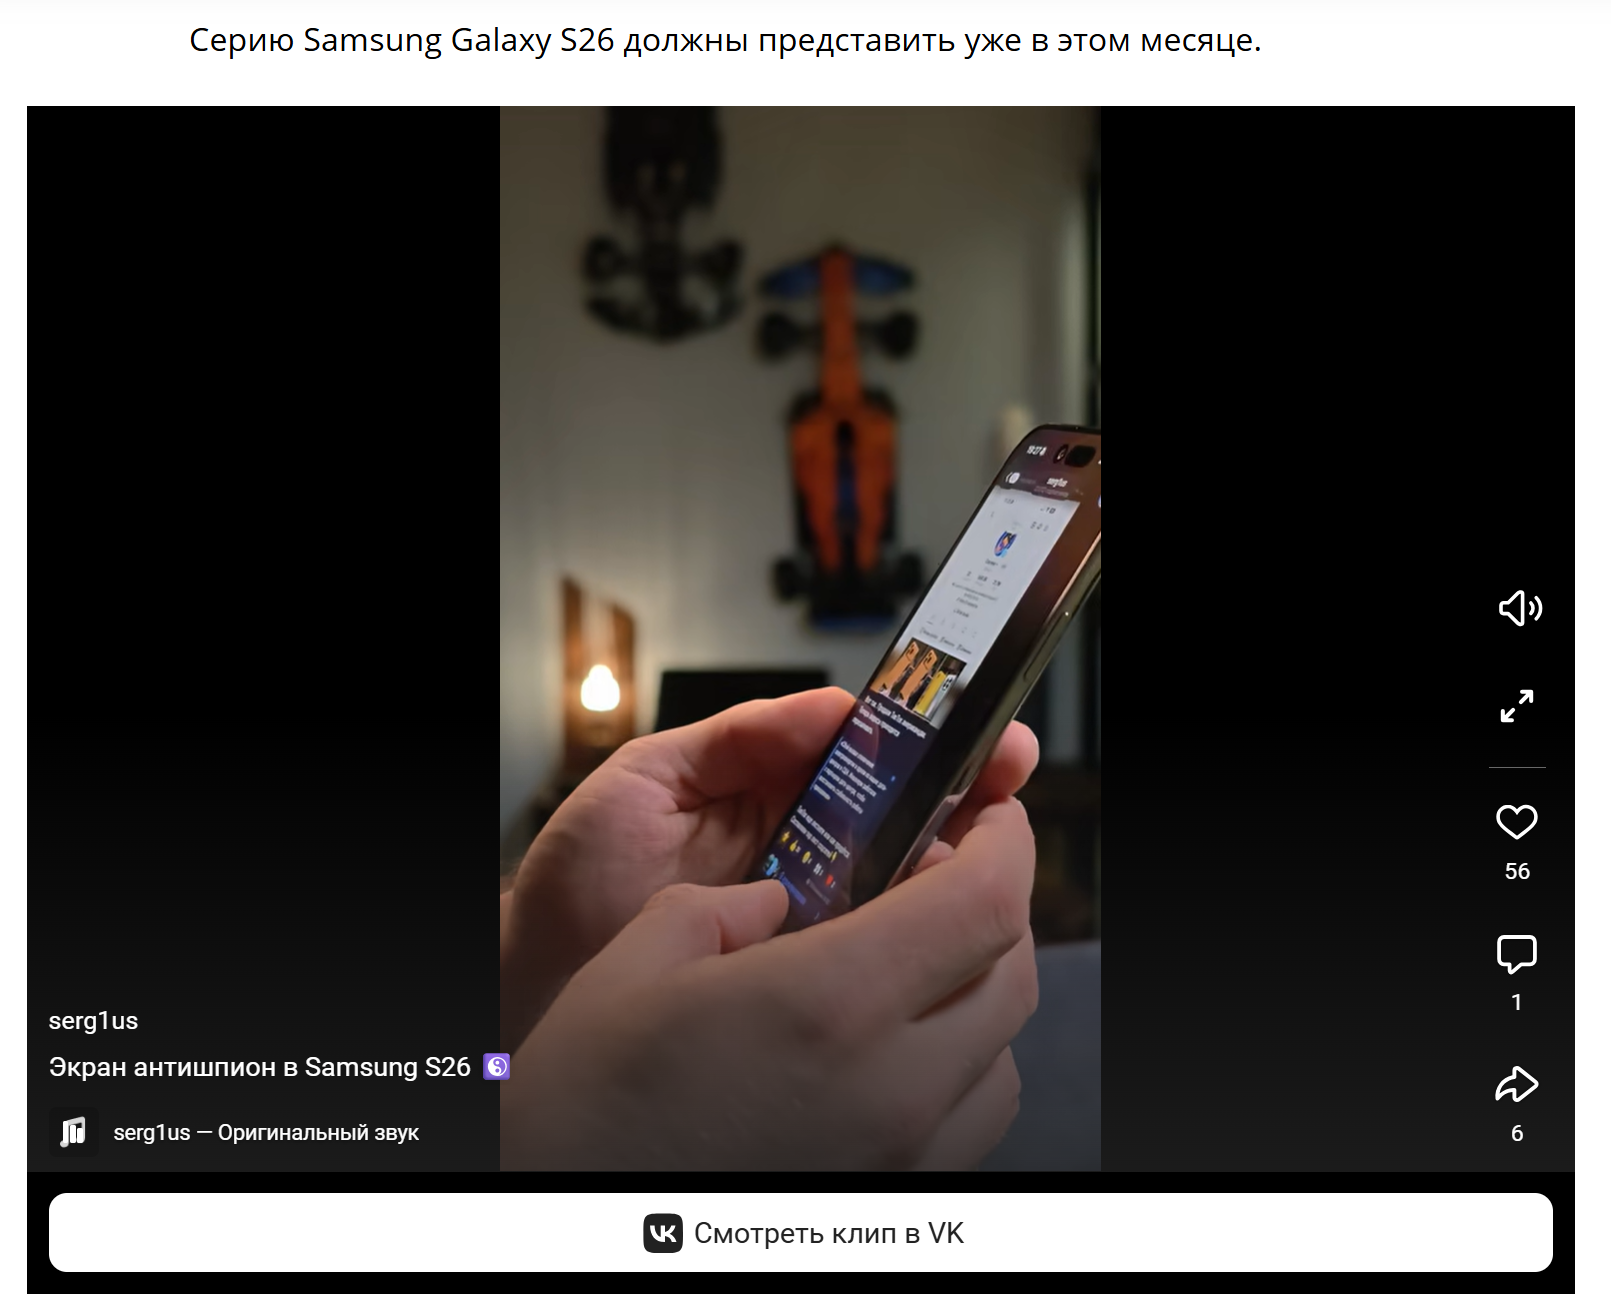 Серию Samsung Galaxy S26 должны представить уже в этом месяце.
56
1
6
serg1us
Экран антишпион в Samsung S26
serg1us — Оригинальный звук
Смотреть клип в VK